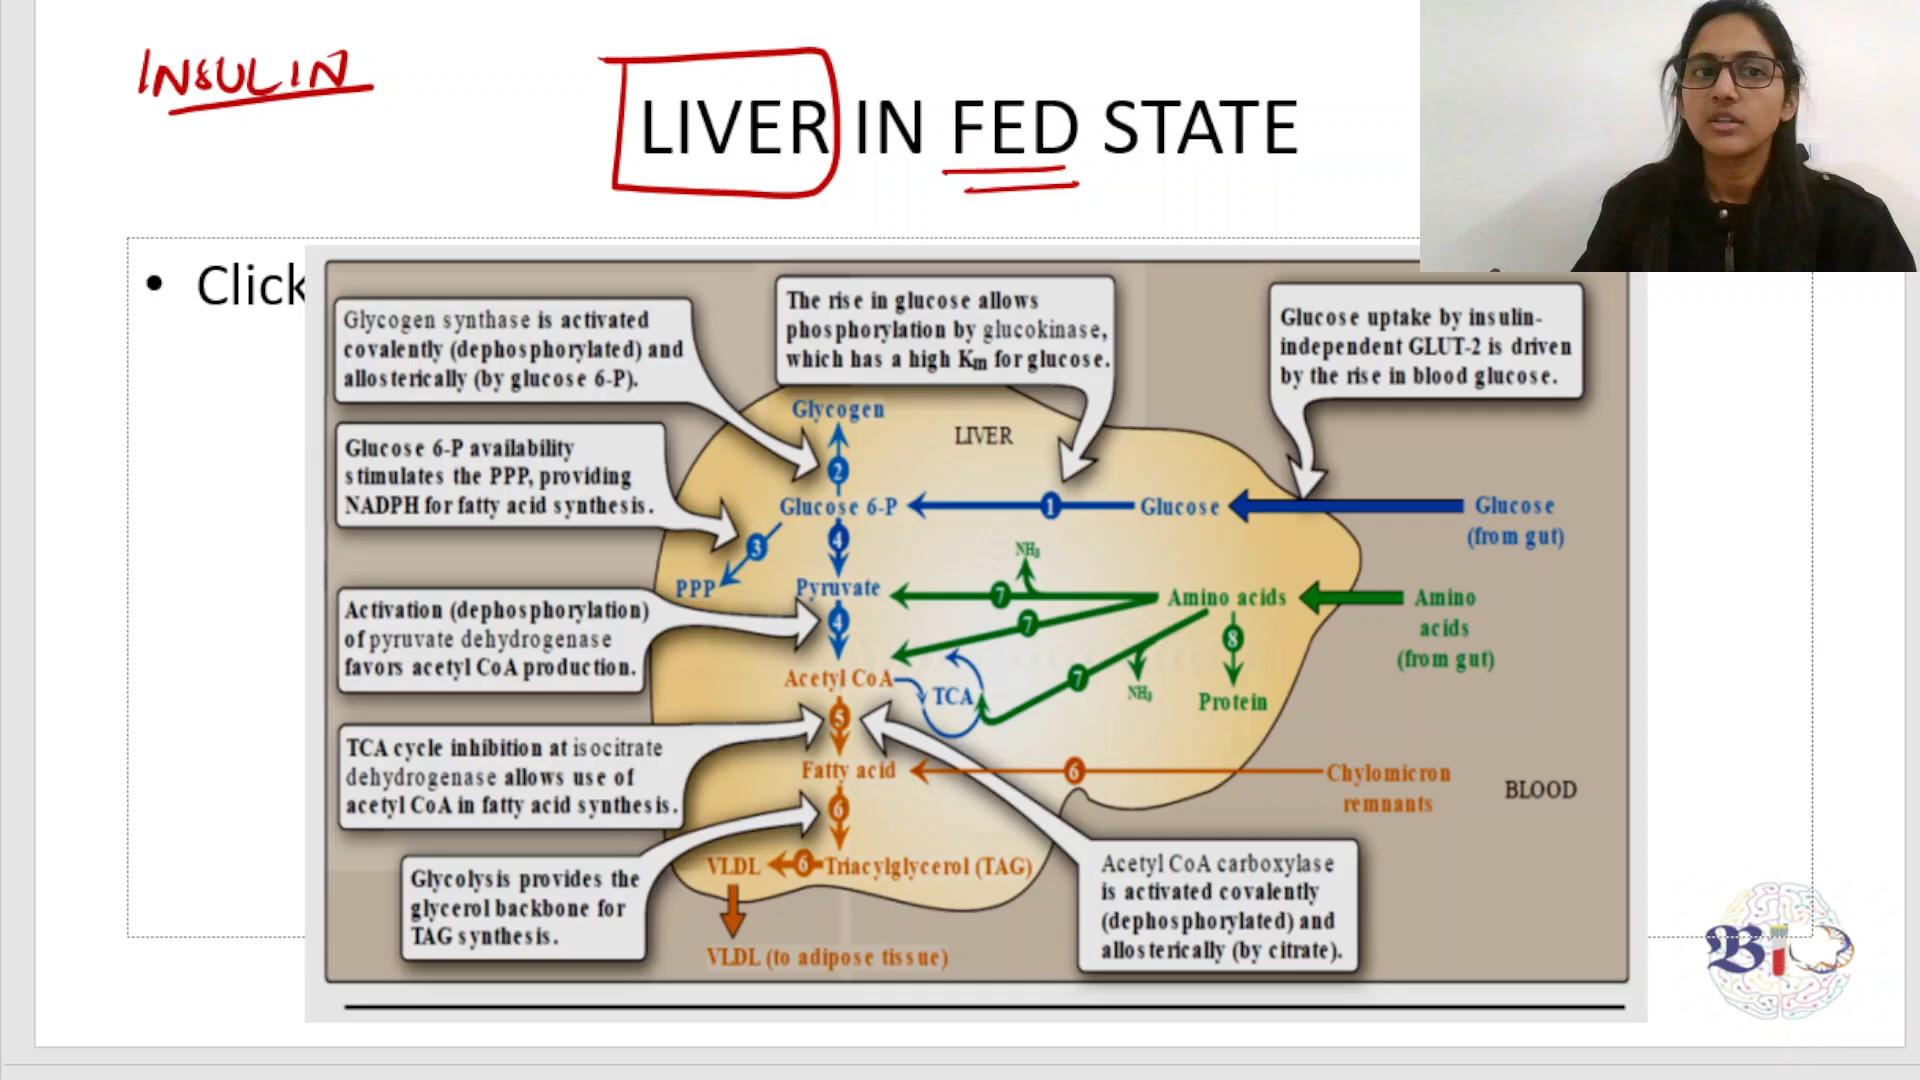 INSULIN
LIVER IN FED STATE
• Click
Glycogen synthase is activated
covalently (dephosphorylated) and
allosterically (by glucose 6-P).
The rise in glucose allows
phosphorylation by glucokinase,
which has a high Km for glucose.
Glucose uptake by insulin-
independent GLUT-2 is driven
by the rise in blood glucose.
Glucose 6-P availability
stimulates the PPP, providing
NADPH for fatty acid synthesis.
Activation (dephosphorylation)
of pyruvate dehydrogenase
favors acetyl CoA production.
TCA cycle inhibition at isocitrate
dehydrogenase allows use of
acetyl CoA in fatty acid synthesis.
Glycolysis provides the
glycerol backbone for
TAG synthesis.
Acetyl CoA carboxylase
is activated covalently
(dephosphorylated) and
allosterically (by citrate).
Glycogen
LIVER
2
Glucose 6-P
1
Glucose
Glucose
(from gut)
3
4
NH3
PPP
Pyruvate
7
Amino acids
Amino
acids
(from gut)
4
7
8
Acetyl CoA
TCA
7
NH3
Protein
5
Fatty acid
6
Chylomicron
remnants
BLOOD
6
VLDL
6
Triacylglycerol (TAG)
VLDL (to adipose tissue)
BIO